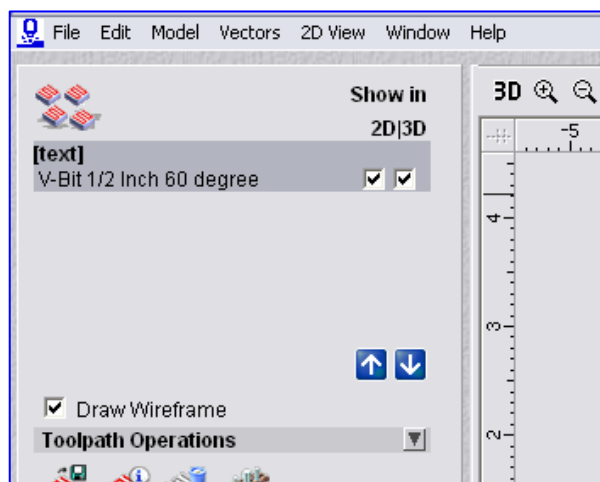 File Edit Model Vectors 2D View Window Help
Show in
2D|3D
[text]
V-Bit 1/2 Inch 60 degree
Draw Wireframe
Toolpath Operations
3D
-5
4
3
2